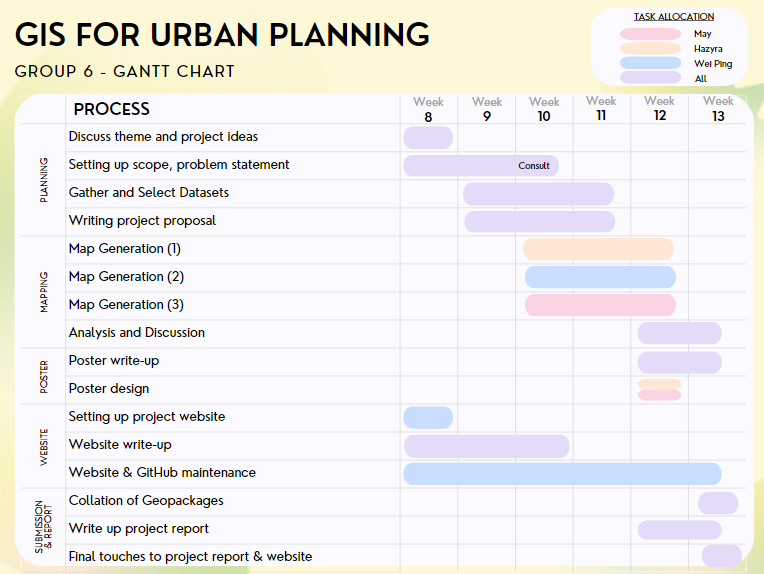 GIS FOR URBAN PLANNING
GROUP 6 - GANTT CHART
TASK ALLOCATION
May
Hazyra
Wei Ping
All
PROCESS
Week 8
Week 9
Week 10
Week 11
Week 12
Week 13
PLANNING
Discuss theme and project ideas
Setting up scope, problem statement
Consult
Gather and Select Datasets
Writing project proposal
MAPPING
Map Generation (1)
Map Generation (2)
Map Generation (3)
Analysis and Discussion
POSTER
Poster write-up
Poster design
WEBSITE
Setting up project website
Website write-up
Website & GitHub maintenance
SUBMISSION
& REPORT
Collation of Geopackages
Write up project report
Final touches to project report & website